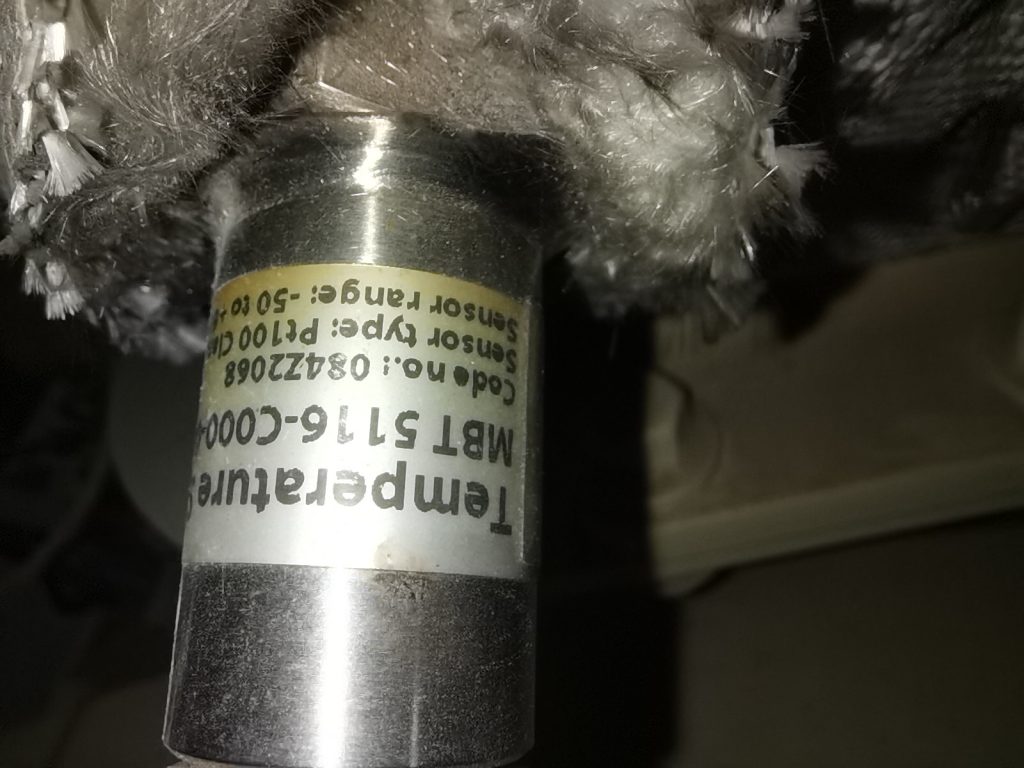 Temperature
MBT 5116-C000
Code no.: 084Z2068
Sensor type: Pt100
Sensor range: -50 to